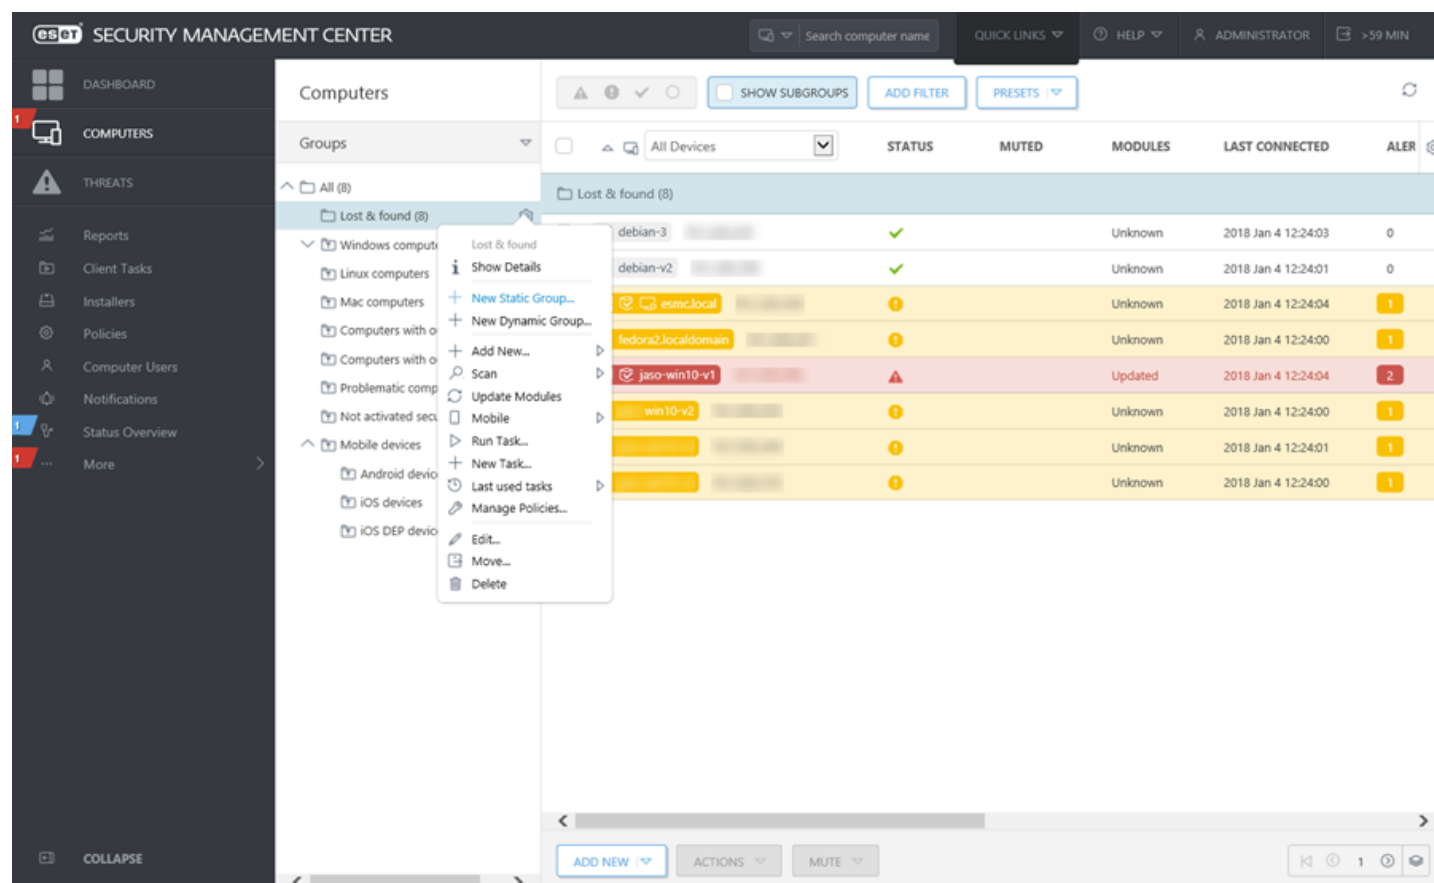 eseT SECURITY MANAGEMENT CENTER
Search computer name
QUICK LINKS
HELP
ADMINISTRATOR
>59 MIN
DASHBOARD
1
COMPUTERS
THREATS
Reports
Client Tasks
Installers
Policies
Computer Users
Notifications
1
Status Overview
1
More
COLLAPSE
Computers
Groups
All (8)
Lost & found (8)
Windows compute
Linux computers
Mac computers
Computers with o
Computers with o
Problematic comp
Not activated secu
Mobile devices
Android devic
iOS devices
iOS DEP devic
Lost & found
Show Details
New Static Group...
New Dynamic Group...
Add New...
Scan
Update Modules
Mobile
Run Task...
New Task...
Last used tasks
Manage Policies...
Edit...
Move...
Delete
SHOW SUBGROUPS
ADD FILTER
PRESETS
All Devices STATUS MUTED MODULES LAST CONNECTED ALER
Lost & found (8)
debian-3 Unknown 2018 Jan 4 12:24:03 0
debian-v2 Unknown 2018 Jan 4 12:24:01 0
esmc.local Unknown 2018 Jan 4 12:24:04 1
fedora2.localdomain Unknown 2018 Jan 4 12:24:00 1
jaso-win10-v1 Updated 2018 Jan 4 12:24:04 2
win10-v2 Unknown 2018 Jan 4 12:24:00 1
Unknown 2018 Jan 4 12:24:01 1
Unknown 2018 Jan 4 12:24:00 1
ADD NEW
ACTIONS
MUTE
1